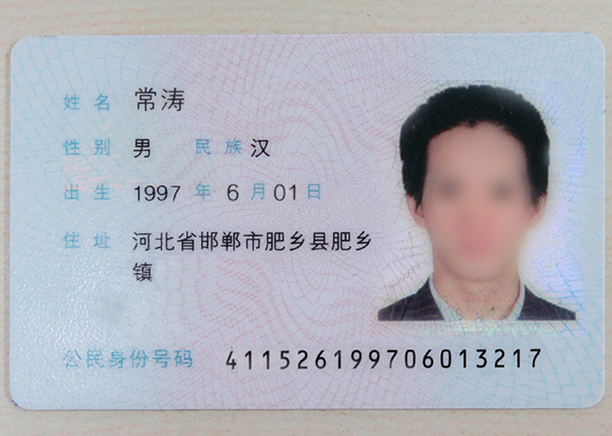 姓名 常涛
性别 男 民族 汉
出生 1997 年 6 月 01 日
住址 河北省邯郸市肥乡县肥乡
镇
公民身份号码 411526199706013217